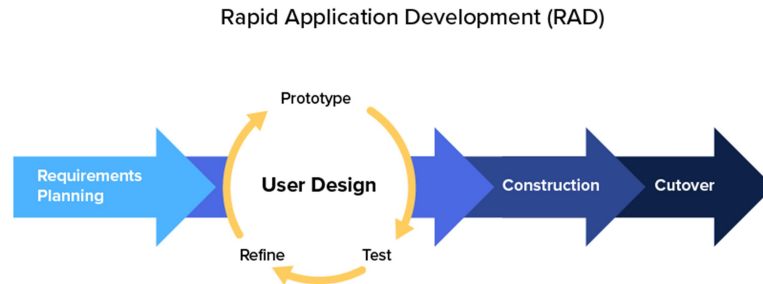 Rapid Application Development (RAD)
Prototype
Requirements
Planning
User Design
Construction
Cutover
Refine
Test